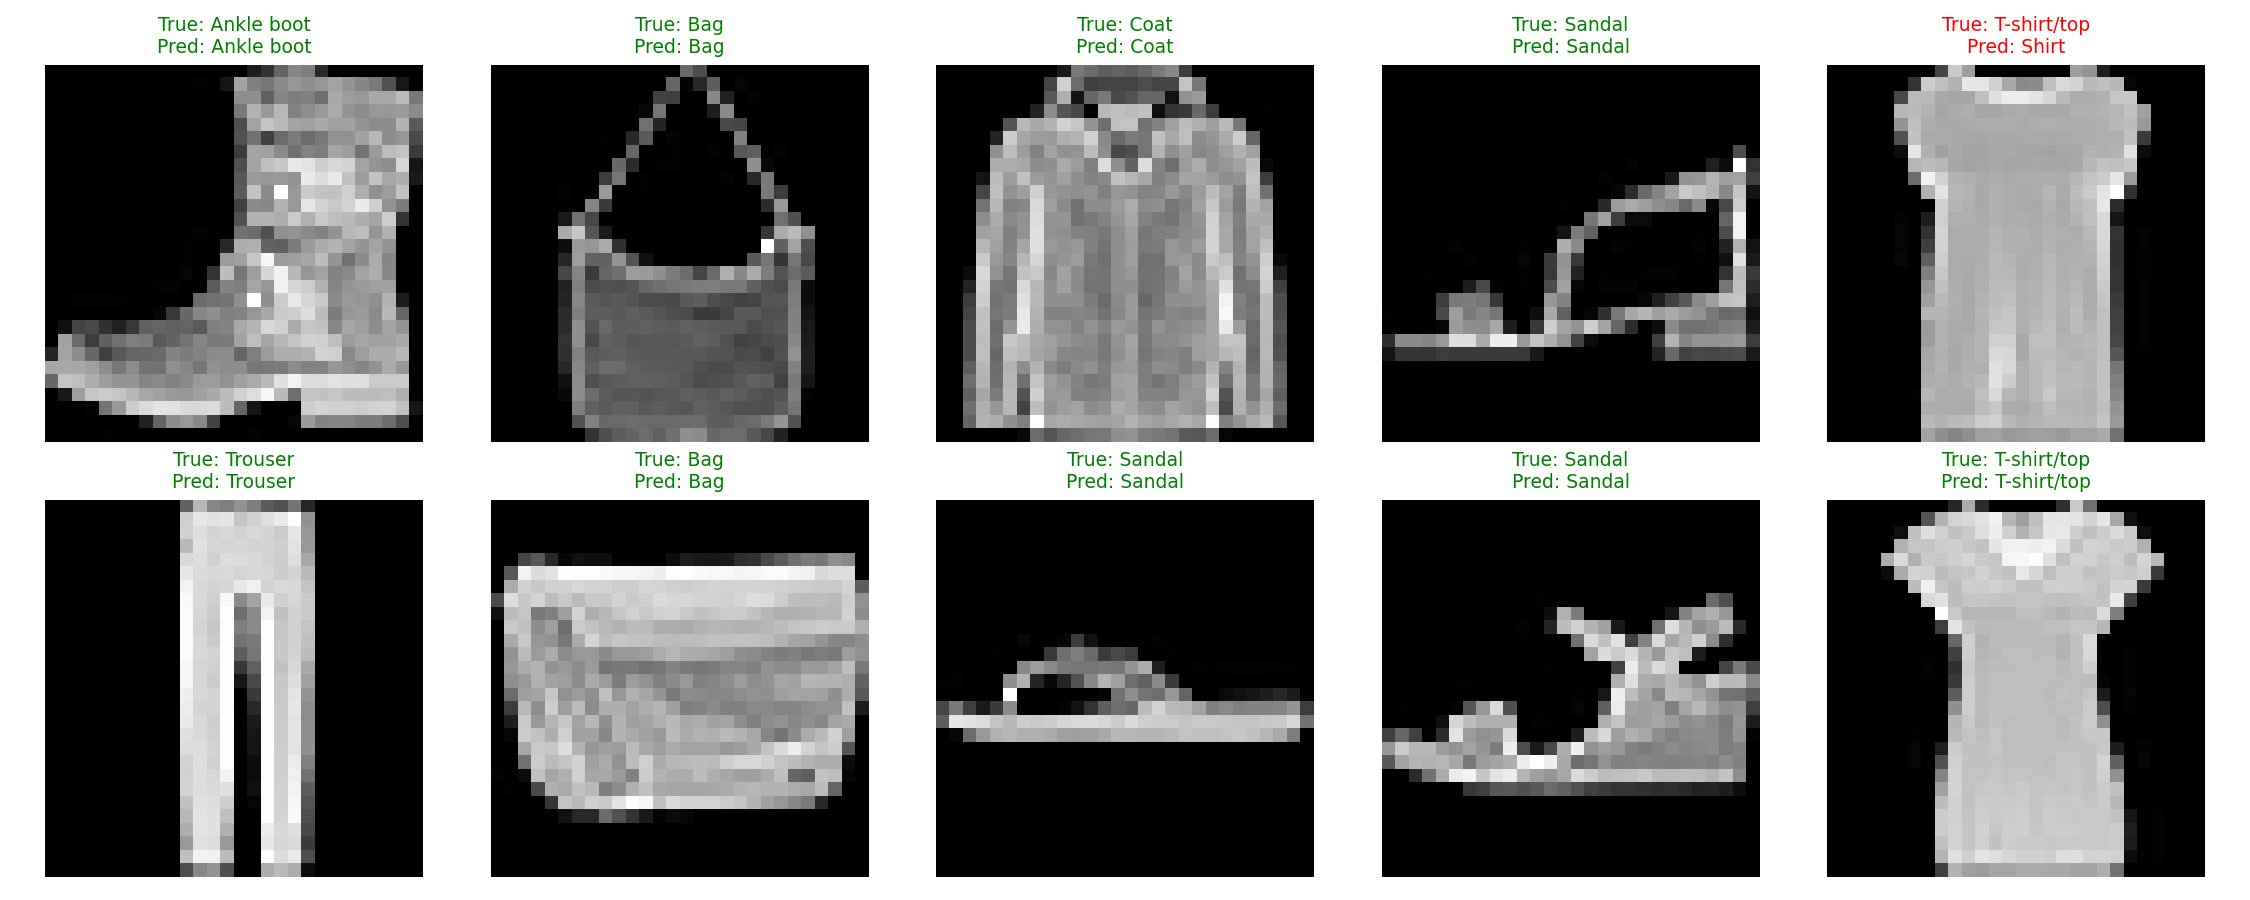 True: Ankle boot
Pred: Ankle boot
True: Bag
Pred: Bag
True: Coat
Pred: Coat
True: Sandal
Pred: Sandal
True: T-shirt/top
Pred: Shirt
True: Trouser
Pred: Trouser
True: Bag
Pred: Bag
True: Sandal
Pred: Sandal
True: Sandal
Pred: Sandal
True: T-shirt/top
Pred: T-shirt/top